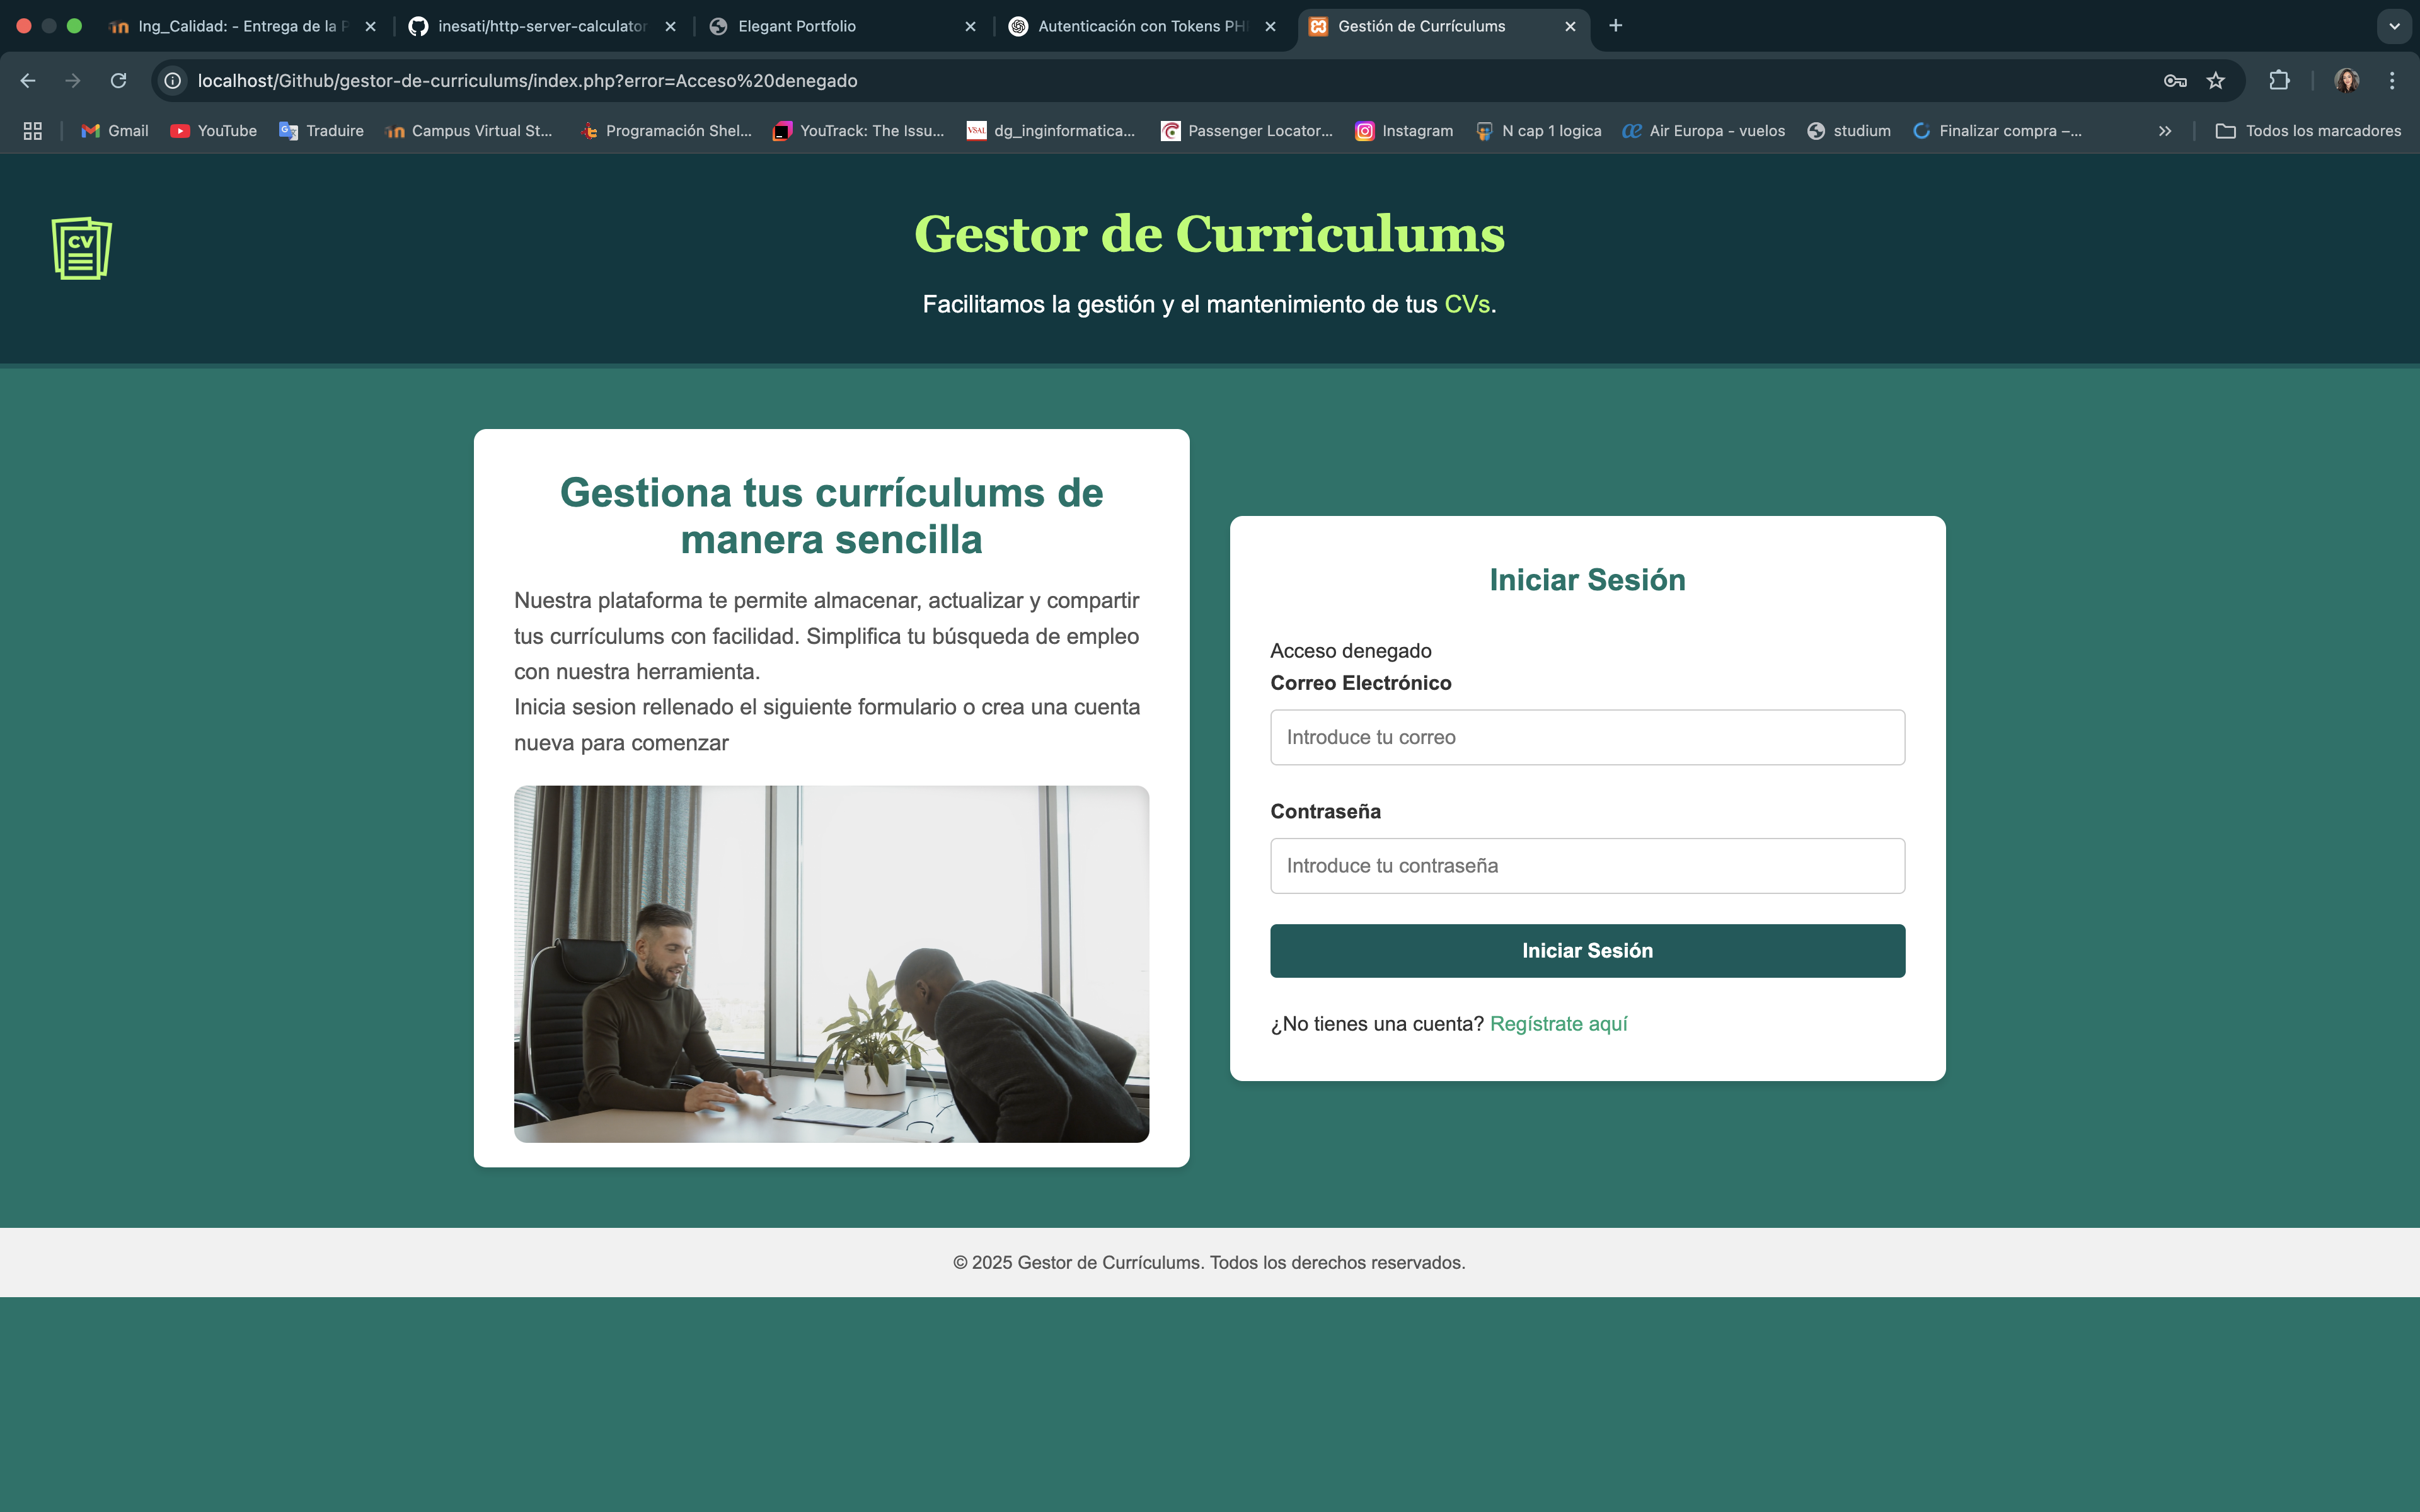 Ing_Calidad: - Entrega de la P
inesati/http-server-calculator
Elegant Portfolio
Autenticación con Tokens PH
Gestión de Currículums
localhost/Github/gestor-de-curriculums/index.php?error=Acceso%20denegado
Gmail
YouTube
Traduire
Campus Virtual St...
Programación Shel...
YouTrack: The Issu...
VSAL
dg_inginformatica...
Passenger Locator...
Instagram
N cap 1 logica
Air Europa - vuelos
studium
Finalizar compra –...
Todos los marcadores
CV
Gestor de Curriculums
Facilitamos la gestión y el mantenimiento de tus CVs.
Gestiona tus currículums de
manera sencilla
Nuestra plataforma te permite almacenar, actualizar y compartir
tus currículums con facilidad. Simplifica tu búsqueda de empleo
con nuestra herramienta.
Inicia sesion rellenado el siguiente formulario o crea una cuenta
nueva para comenzar
Iniciar Sesión
Acceso denegado
Correo Electrónico
Introduce tu correo
Contraseña
Introduce tu contraseña
Iniciar Sesión
¿No tienes una cuenta? Regístrate aquí
© 2025 Gestor de Currículums. Todos los derechos reservados.